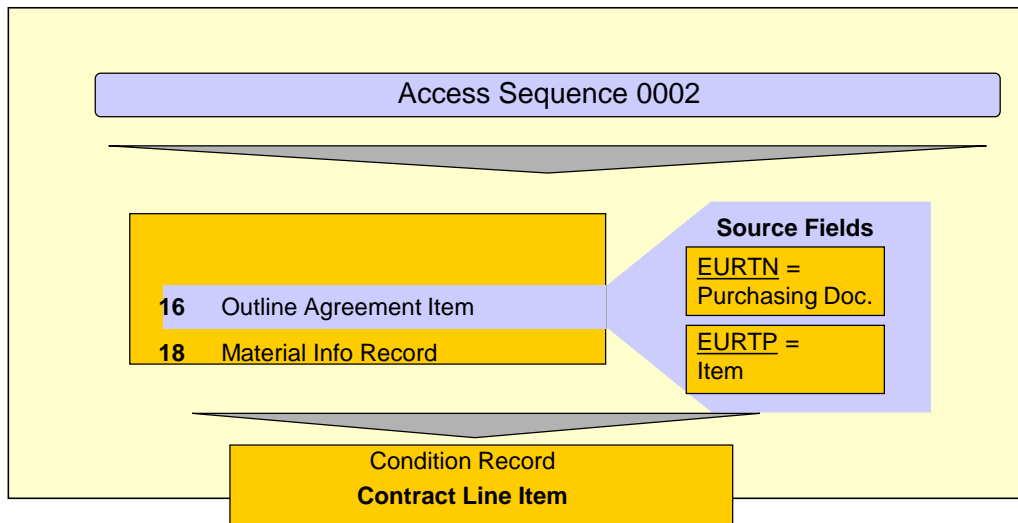 Access Sequence 0002
16 Outline Agreement Item
18 Material Info Record
Source Fields
EURTN =
Purchasing Doc.
EURTP =
Item
Condition Record
Contract Line Item